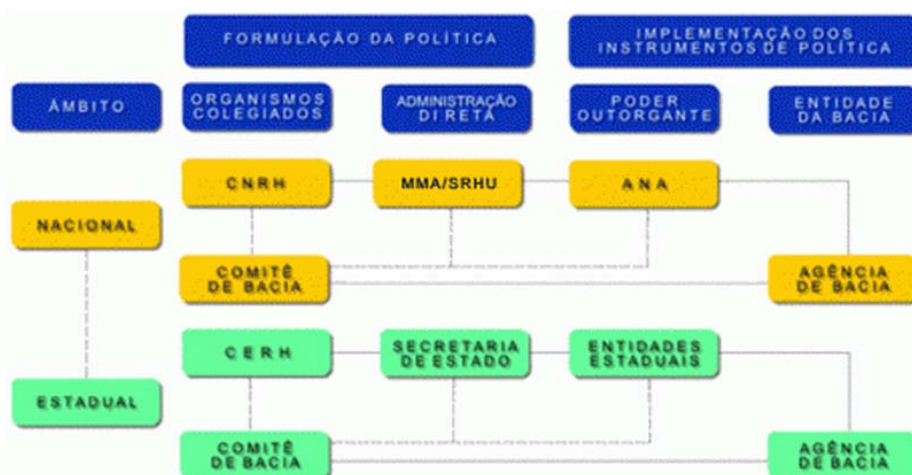 FORMULAÇÃO DA POLÍTICA
IMPLEMENTAÇÃO DOS
INSTRUMENTOS DE POLÍTICA
ÂMBITO
ORGANISMOS
COLEGIADOS
ADMINISTRAÇÃO
DIRETA
PODER
OUTORGANTE
ENTIDADE
DA BACIA
NACIONAL
CNRH
MMA/SRHU
ANA
COMITÊ
DE BACIA
AGÊNCIA
DE BACIA
ESTADUAL
CERH
SECRETARIA
DE ESTADO
ENTIDADES
ESTADUAIS
COMITÊ
DE BACIA
AGÊNCIA
DE BACIA